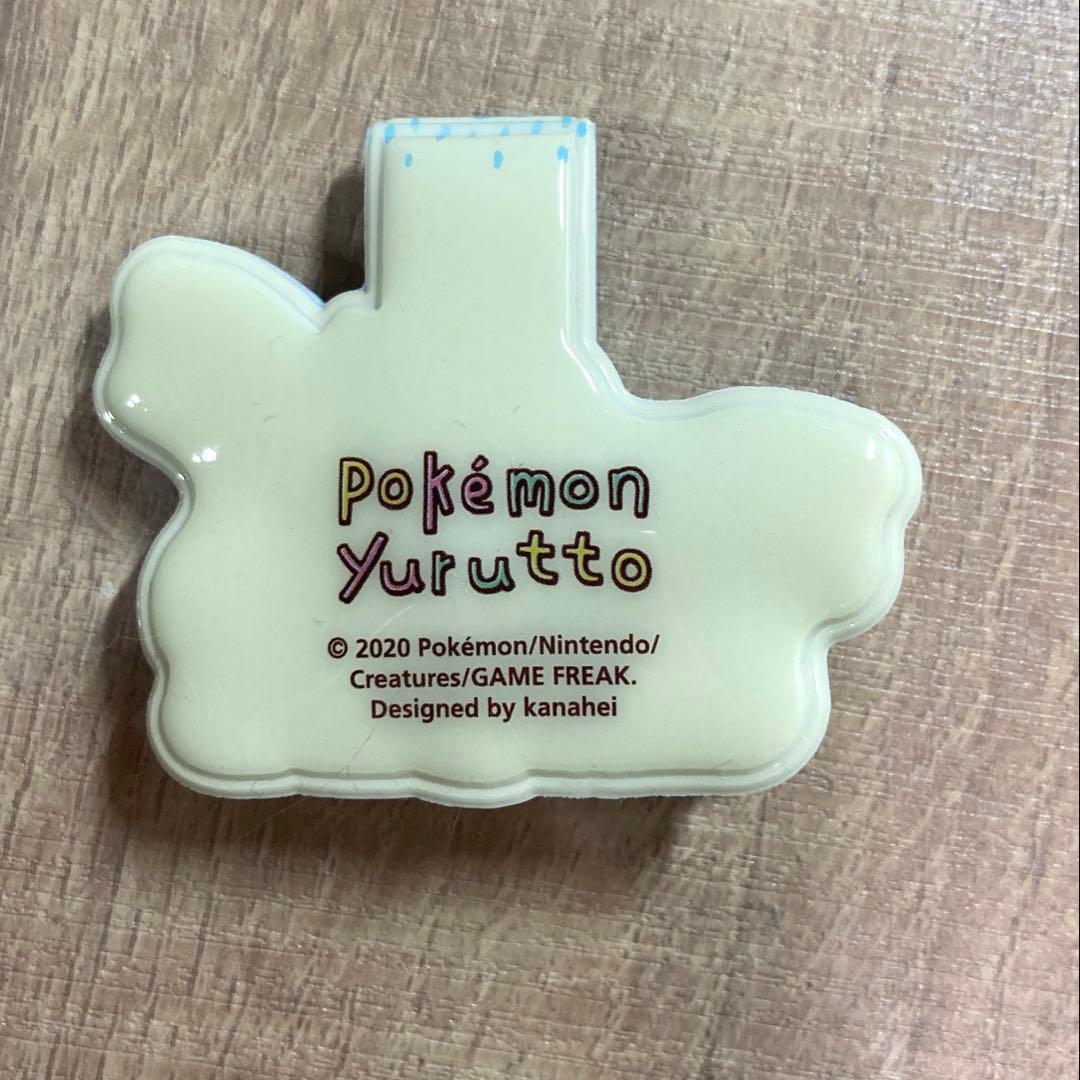 Pokémon
Yurutto
© 2020 Pokémon/Nintendo/
Creatures/GAME FREAK.
Designed by kanahei